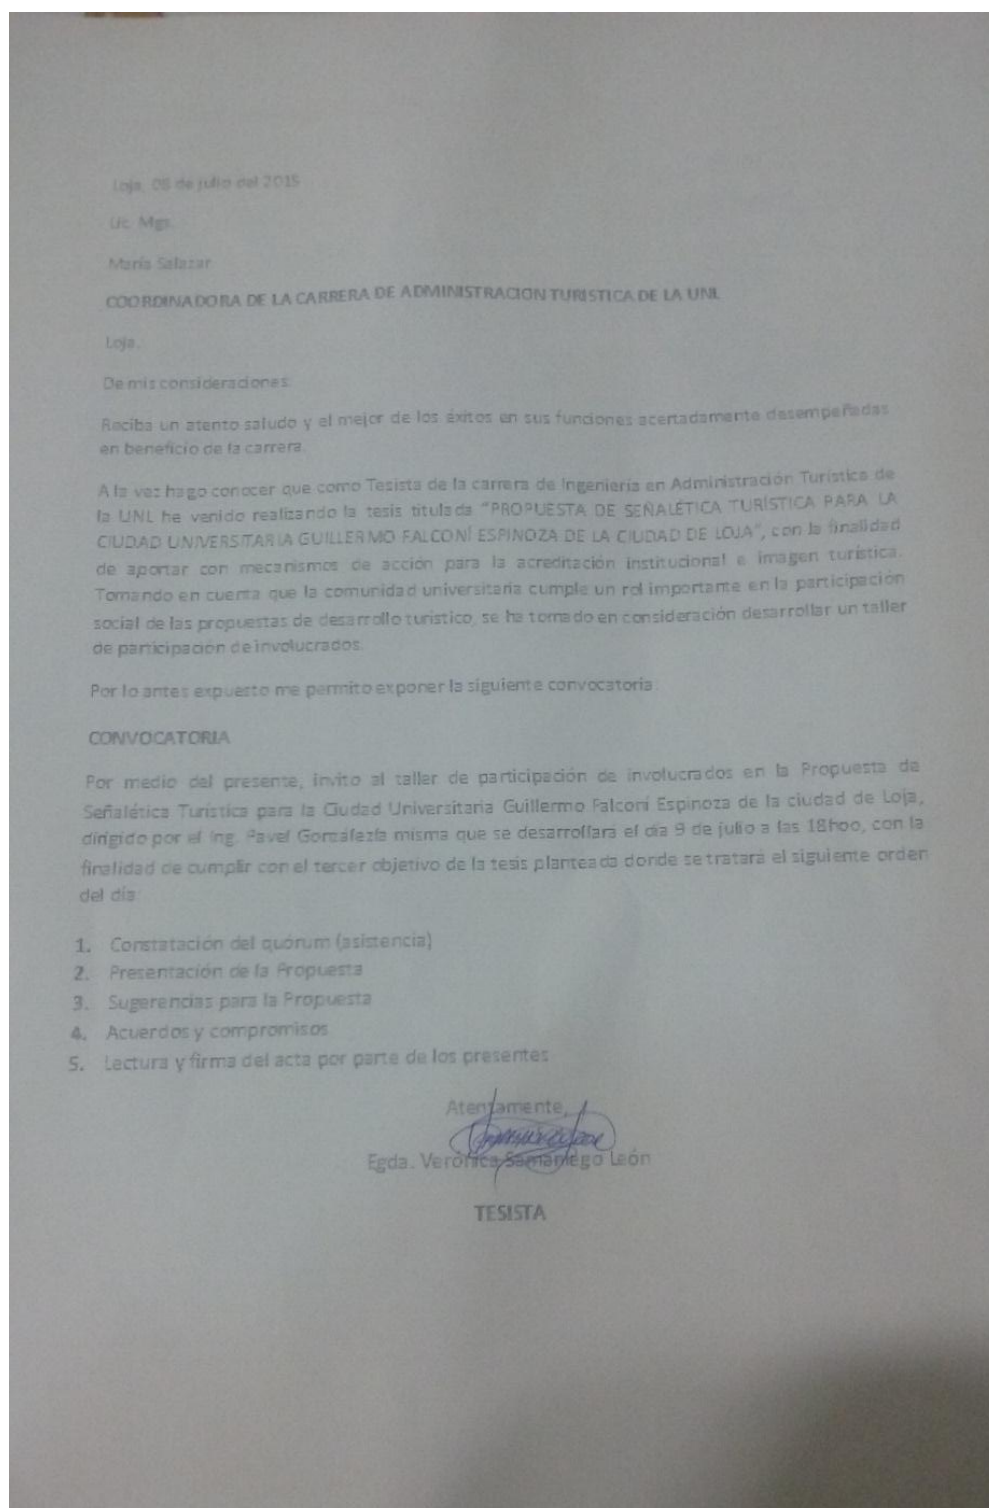 Loja, 08 de julio del 2015
Lic. Mgs.
María Salazar
COORDINADORA DE LA CARRERA DE ADMINISTRACION TURISTICA DE LA UNL
Loja.
De mis consideraciones:
Reciba un atento saludo y el mejor de los éxitos en sus funciones acertadamente desempeñadas
en beneficio de la carrera.
A la vez hago conocer que como Tesista de la carrera de Ingeniería en Administración Turística de
la UNL he venido realizando la tesis titulada “PROPUESTA DE SEÑALÉTICA TURÍSTICA PARA LA
CIUDAD UNIVERSITARIA GUILLERMO FALCONÍ ESPINOZA DE LA CIUDAD DE LOJA”, con la finalidad
de aportar con mecanismos de acción para la acreditación institucional e imagen turística.
Tomando en cuenta que la comunidad universitaria cumple un rol importante en la participación
social de las propuestas de desarrollo turístico, se ha tomado en consideración desarrollar un taller
de participación de involucrados.
Por lo antes expuesto me permito exponer la siguiente convocatoria:
CONVOCATORIA
Por medio del presente, invito al taller de participación de involucrados en la Propuesta de
Señalética Turística para la Ciudad Universitaria Guillermo Falconí Espinoza de la ciudad de Loja,
dirigido por el Ing. Pavel Gonzálezla misma que se desarrollara el día 9 de julio a las 18hoo, con la
finalidad de cumplir con el tercer objetivo de la tesis planteada donde se tratará el siguiente orden
del día:
1. Constatación del quórum (asistencia)
2. Presentación de la Propuesta
3. Sugerencias para la Propuesta
4. Acuerdos y compromisos
5. Lectura y firma del acta por parte de los presentes
Atentamente,
Egda. Verónica Samaniego León
TESISTA